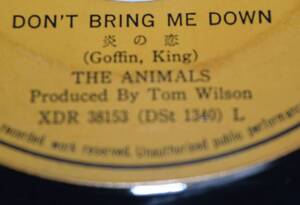 DON'T BRING ME DOWN
炎の恋
(Goffin, King)
THE ANIMALS
Produced By Tom Wilson
XDR 38153 (DSt 1340) L
recorded work reserved. Unauthorised public performance